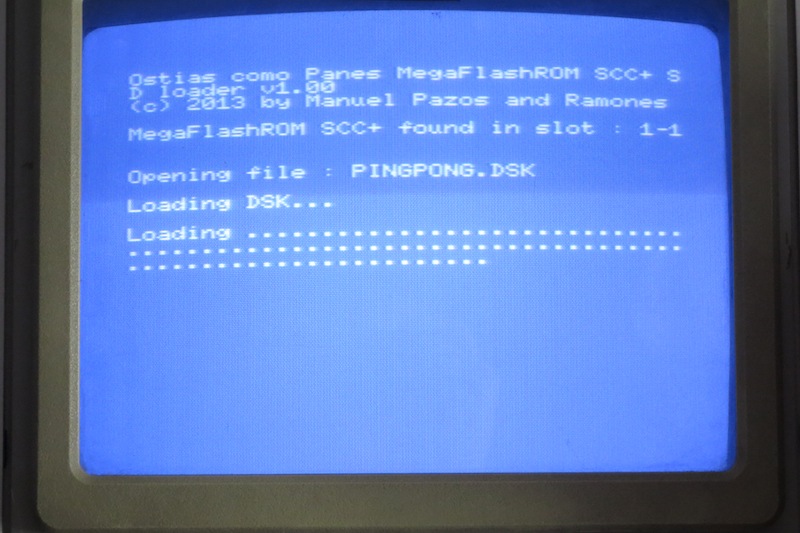 Ostias como Panes MegaFlashROM SCC+ S
D loader v1.00
(c) 2013 by Manuel Pazos and Ramones
MegaFlashROM SCC+ found in slot : 1-1
Opening file : PINGPONG.DSK
Loading DSK...
Loading ..............................
......................................
.........................